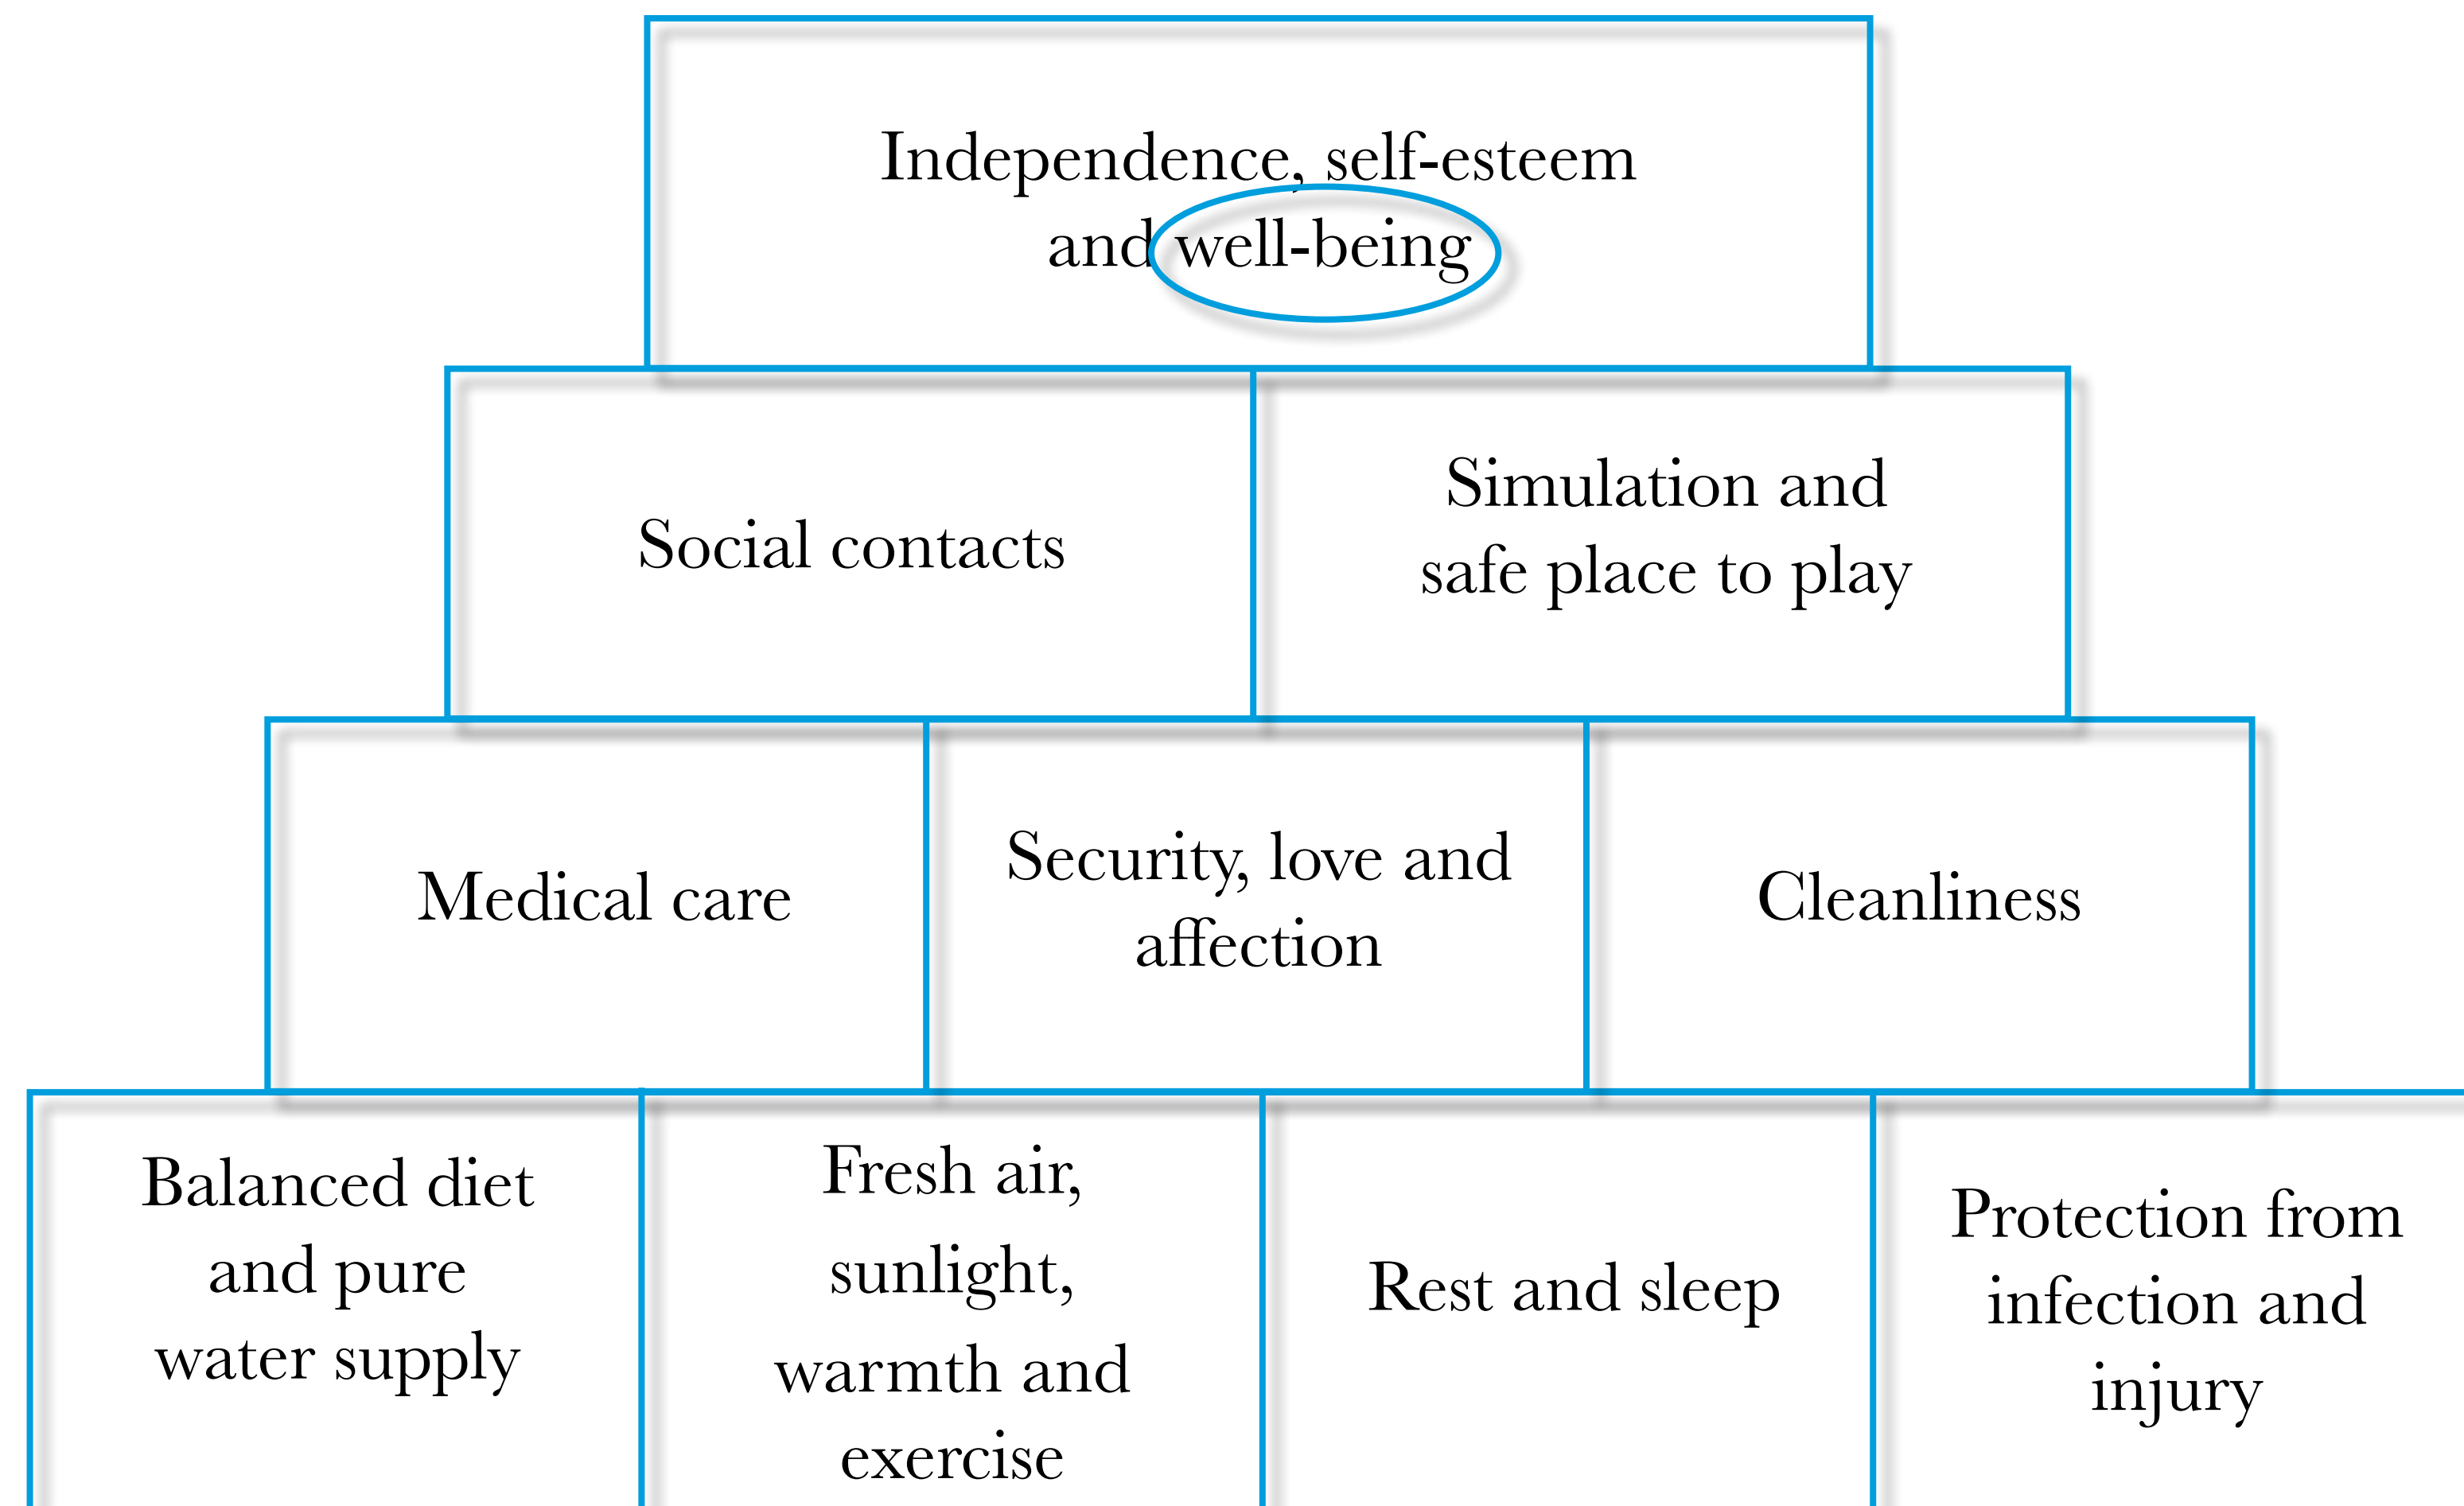 Independence, self-esteem
and well-being
Social contacts
Simulation and
safe place to play
Medical care
Security, love and
affection
Cleanliness
Balanced diet
and pure
water supply
Fresh air,
sunlight,
warmth and
exercise
Rest and sleep
Protection from
infection and
injury